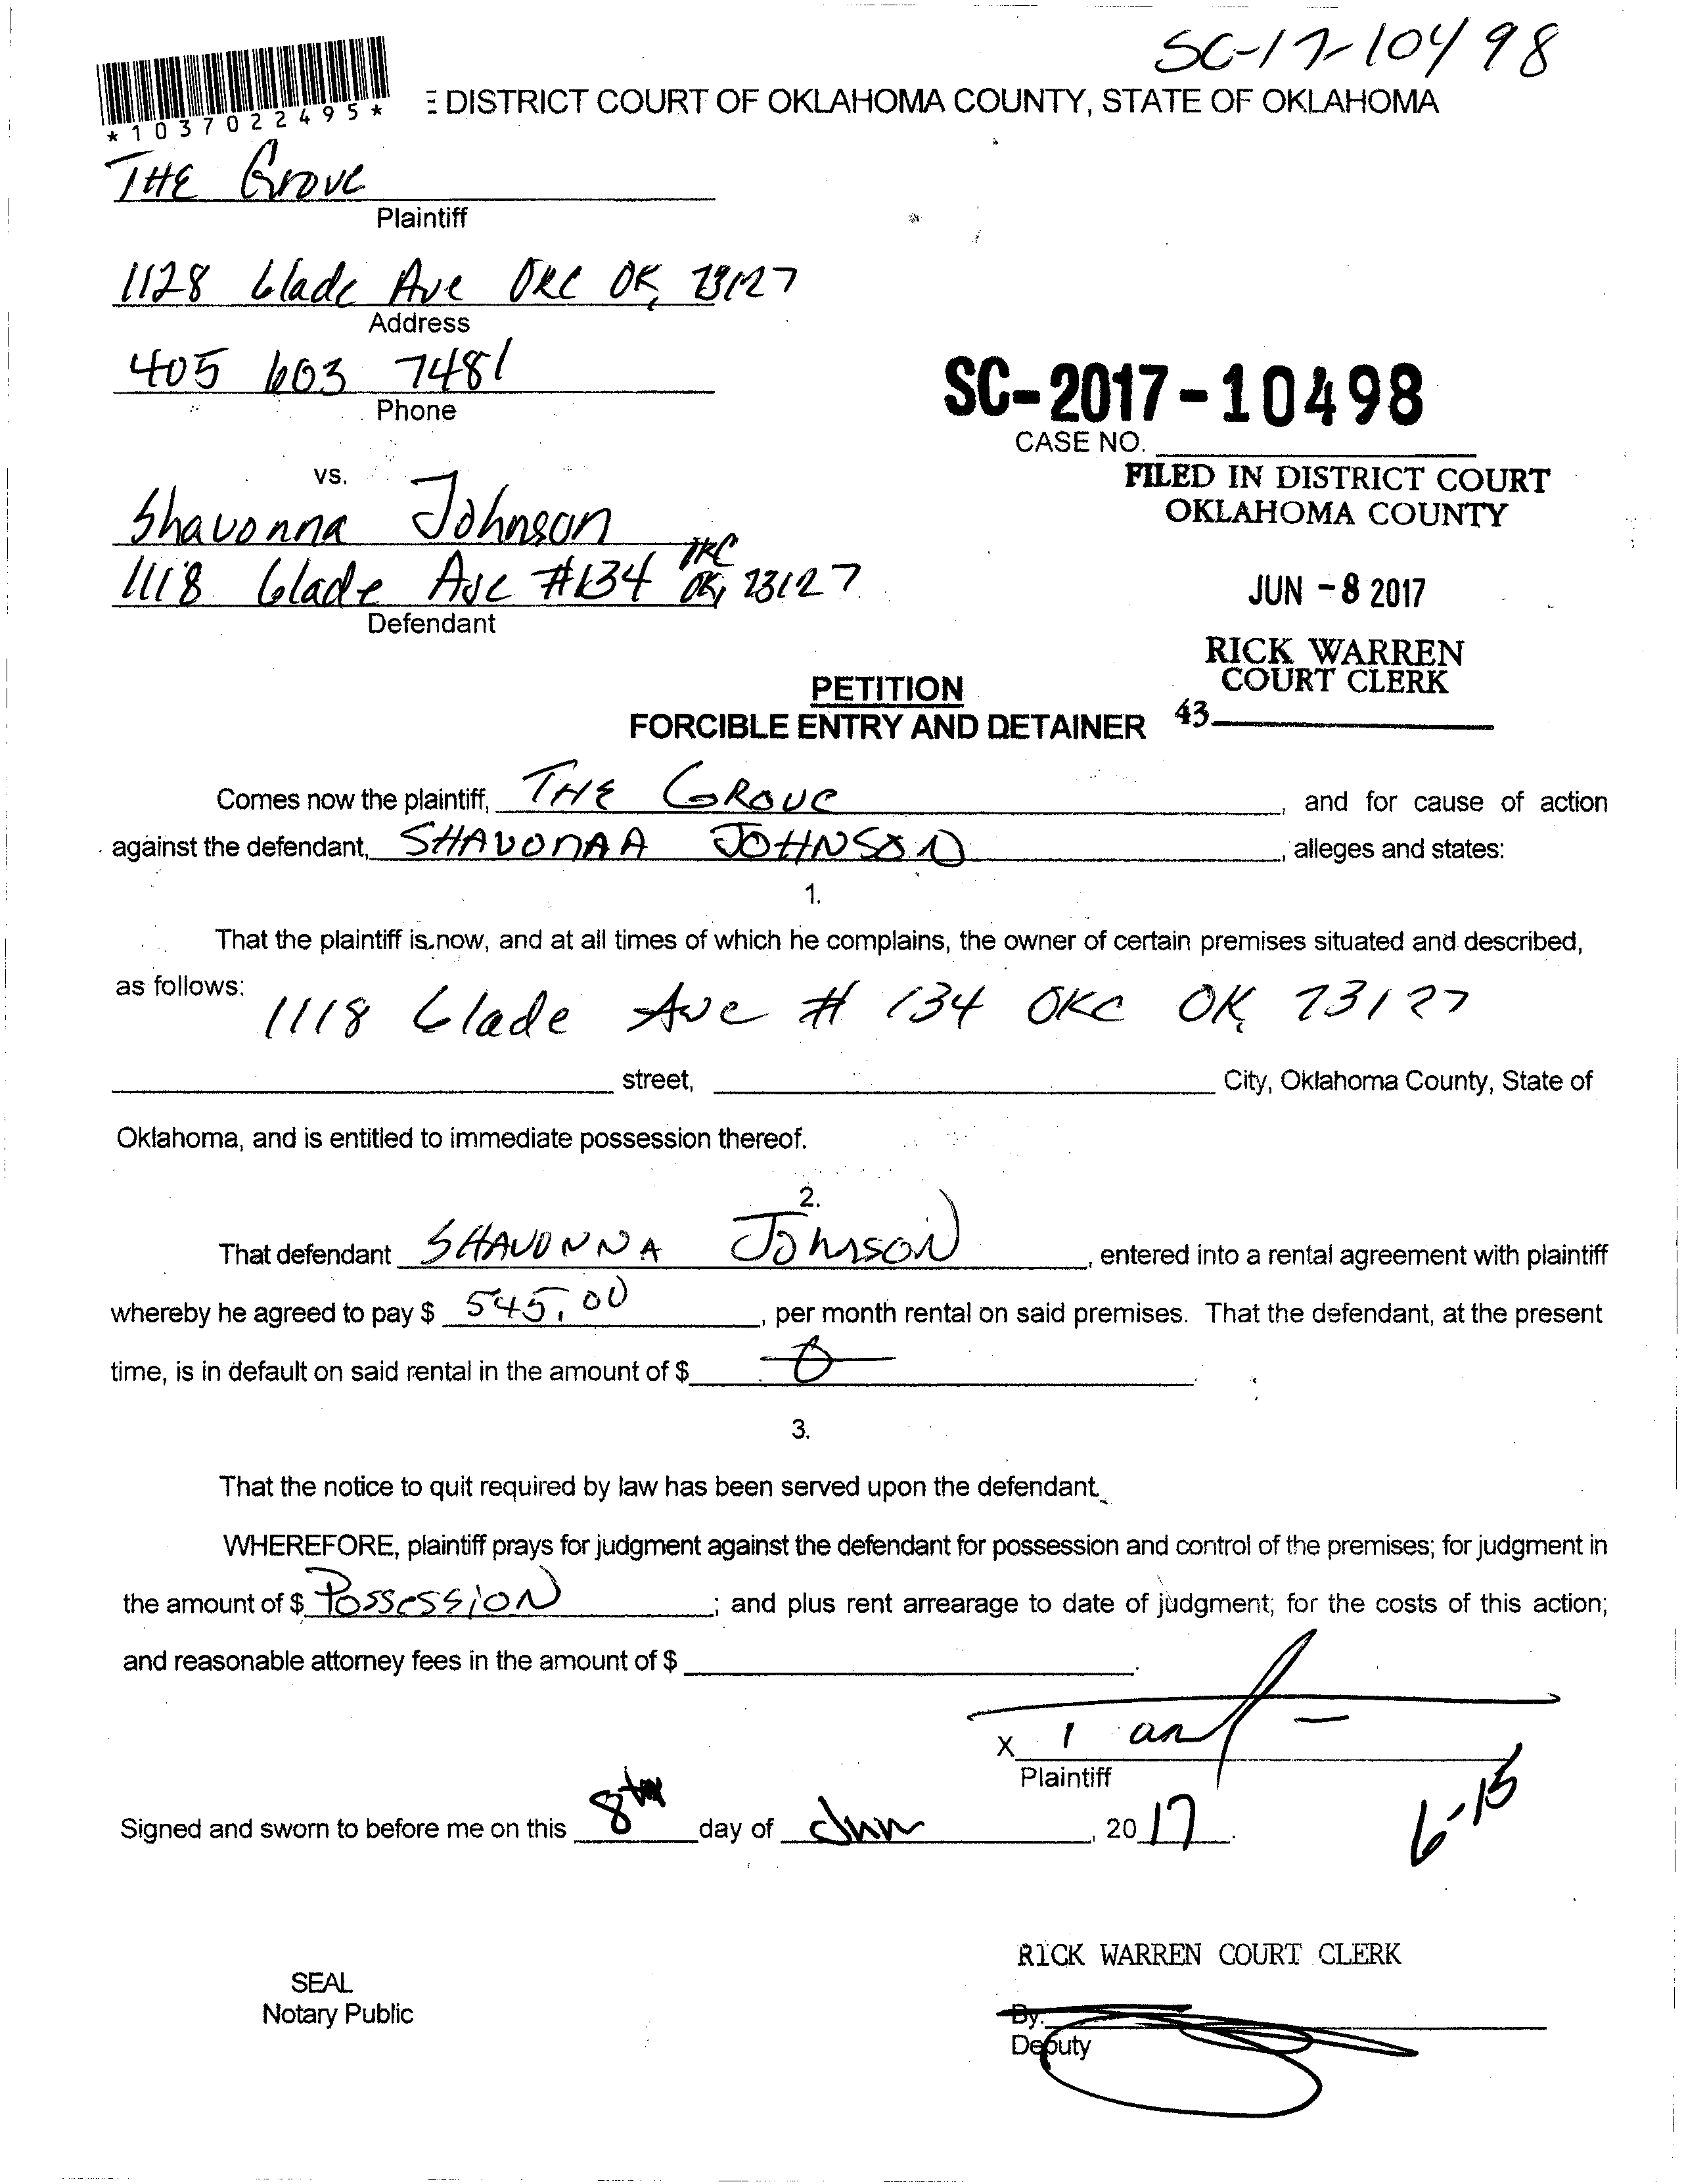 SC-17-10498
*1037022495*
E DISTRICT COURT OF OKLAHOMA COUNTY, STATE OF OKLAHOMA
THE Grove
Plaintiff
1128 Glade Ave OKC OK, 73127
Address
405 603 7481
Phone
SC-2017-10498
CASE NO.
vs.
FILED IN DISTRICT COURT
OKLAHOMA COUNTY
Shavonna Johnson
1118 Glade Ave #134 OKC OK, 73127
Defendant
JUN -8 2017
RICK WARREN
COURT CLERK
43
PETITION
FORCIBLE ENTRY AND DETAINER
Comes now the plaintiff, THE GROVE, and for cause of action
against the defendant, SHAVONAA JOHNSON, alleges and states:
1.
That the plaintiff is now, and at all times of which he complains, the owner of certain premises situated and described,
as follows: 1118 Glade Ave # 134 OKC OK, 73127
street, City, Oklahoma County, State of
Oklahoma, and is entitled to immediate possession thereof.
2.
That defendant SHAVONNA JOHNSON, entered into a rental agreement with plaintiff
whereby he agreed to pay $ 545.00, per month rental on said premises. That the defendant, at the present
time, is in default on said rental in the amount of $ 0.
3.
That the notice to quit required by law has been served upon the defendant.
WHEREFORE, plaintiff prays for judgment against the defendant for possession and control of the premises; for judgment in
the amount of $ POSSESSION; and plus rent arrearage to date of judgment; for the costs of this action;
and reasonable attorney fees in the amount of $ .
X
Plaintiff
Signed and sworn to before me on this 8th day of Jun, 2017.
6-15
RICK WARREN COURT CLERK
SEAL
Notary Public
By:
Deputy